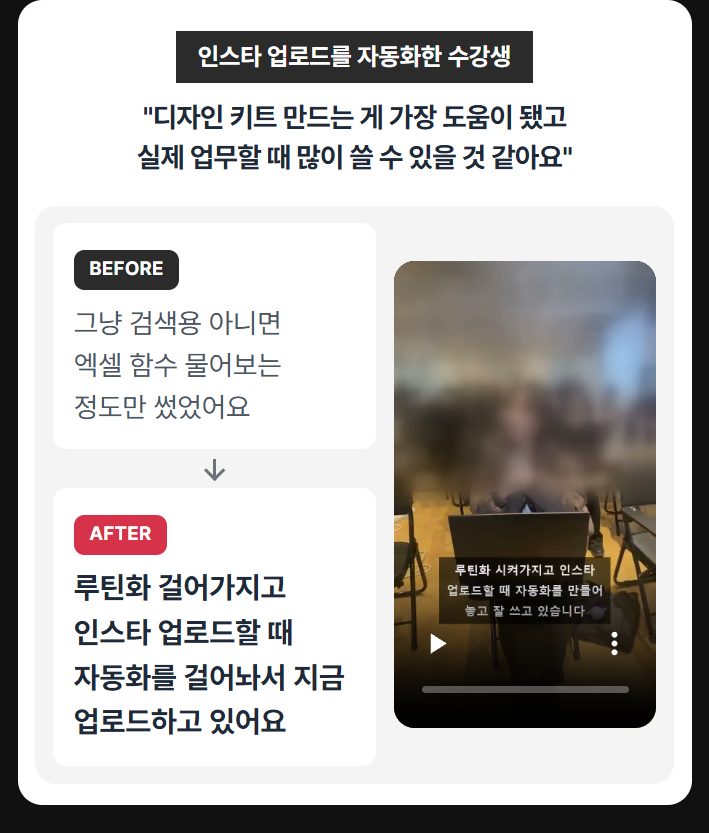 인스타 업로드를 자동화한 수강생
"디자인 키트 만드는 게 가장 도움이 됐고
실제 업무할 때 많이 쓸 수 있을 것 같아요"
BEFORE
그냥 검색용 아니면
엑셀 함수 물어보는
정도만 썼었어요
AFTER
루틴화 걸어가지고
인스타 업로드할 때
자동화를 걸어놔서 지금
업로드하고 있어요
루틴화 시켜가지고 인스타
업로드할 때 자동화를 만들어
놓고 잘 쓰고 있습니다